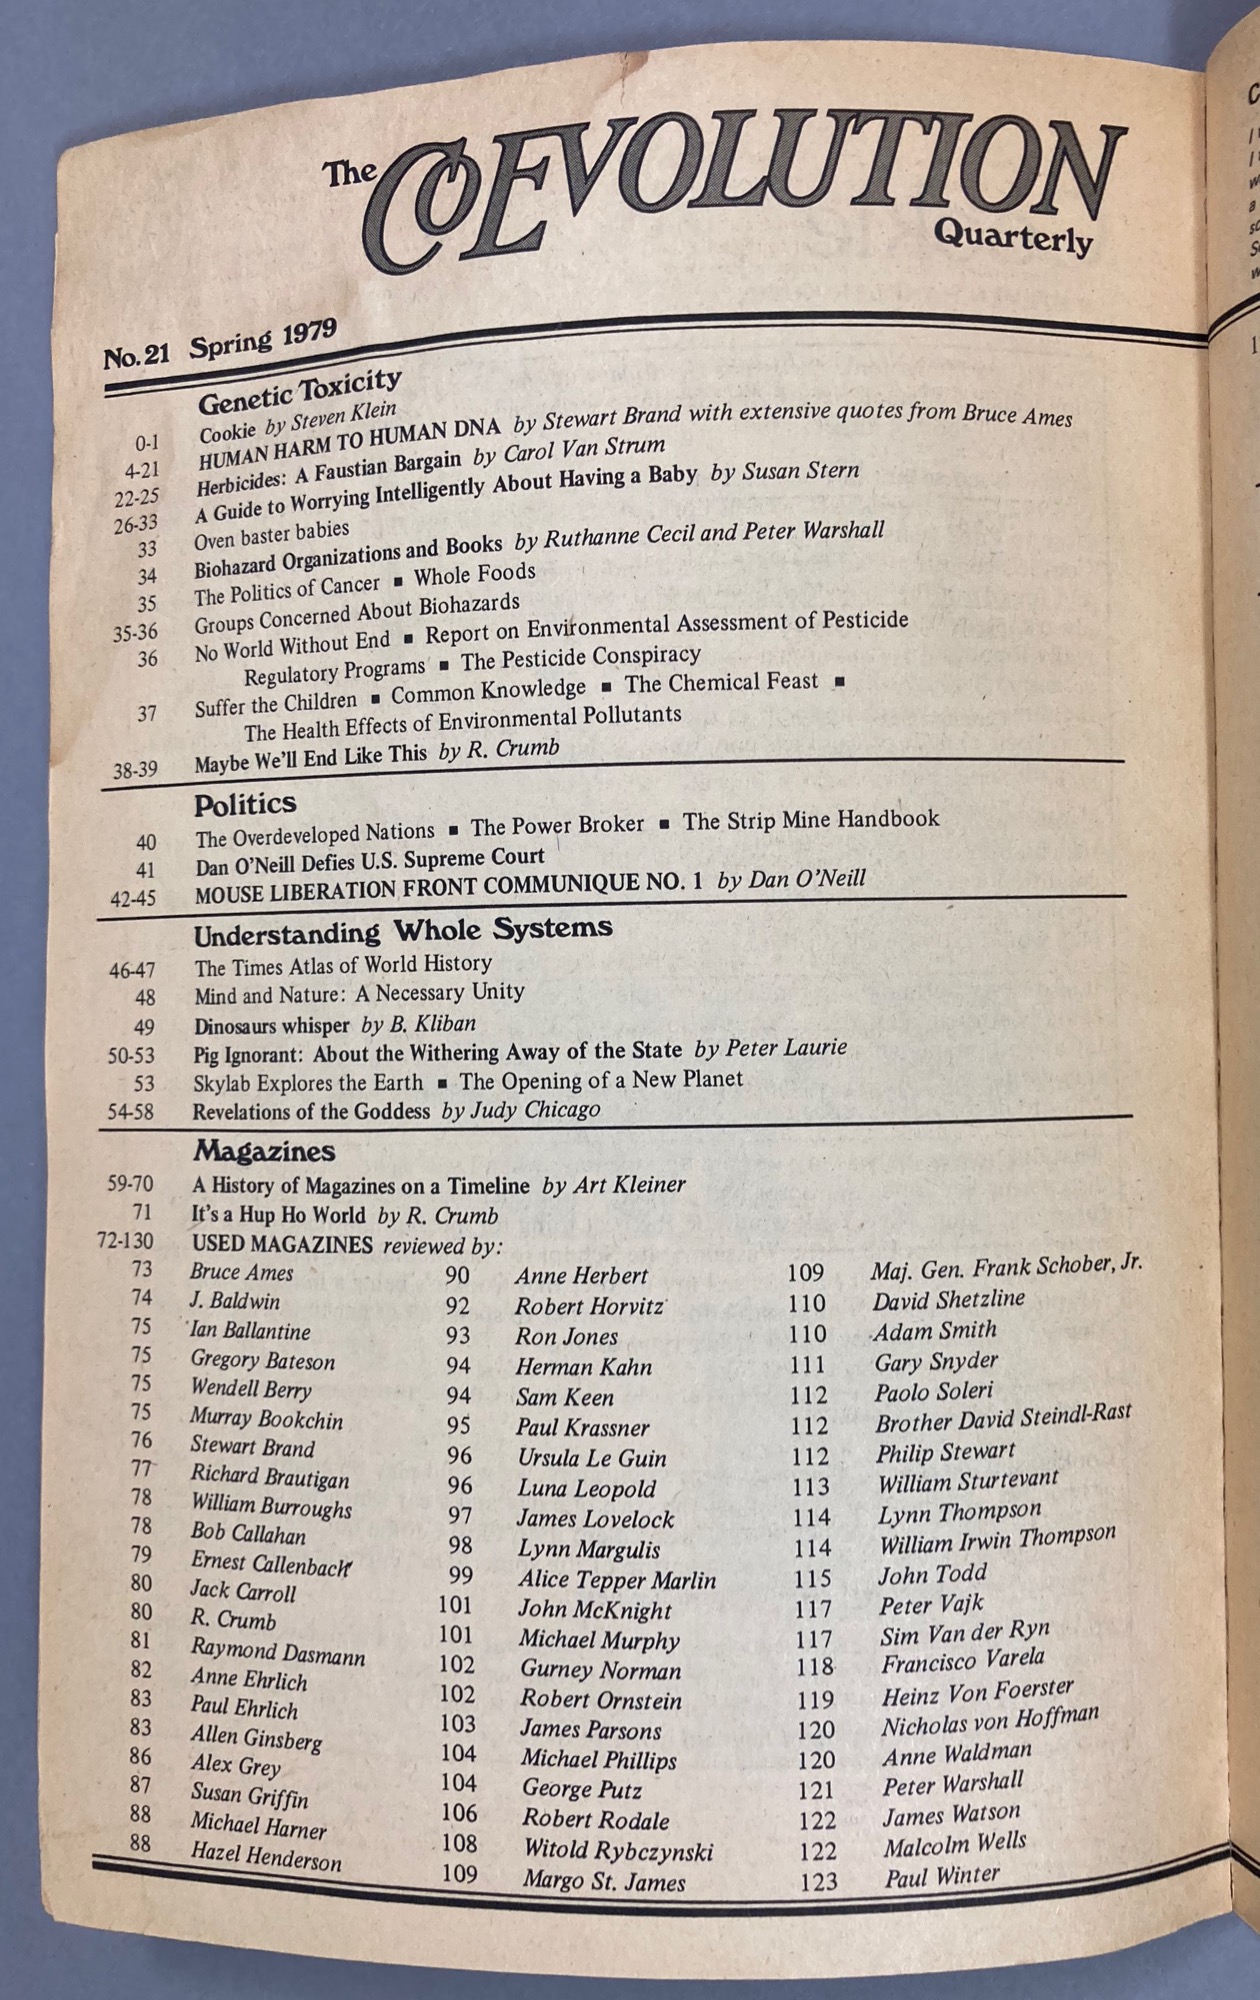 The CoEVOLUTION
Quarterly
No. 21 Spring 1979
Genetic Toxicity
0-1 Cookie by Steven Klein
4-21 HUMAN HARM TO HUMAN DNA by Stewart Brand with extensive quotes from Bruce Ames
22-25 Herbicides: A Faustian Bargain by Carol Van Strum
26-33 A Guide to Worrying Intelligently About Having a Baby by Susan Stern
33 Oven baster babies
34 Biohazard Organizations and Books by Ruthanne Cecil and Peter Warshall
35 The Politics of Cancer ▪ Whole Foods
35-36 Groups Concerned About Biohazards
36 No World Without End ▪ Report on Environmental Assessment of Pesticide
Regulatory Programs ▪ The Pesticide Conspiracy
37 Suffer the Children ▪ Common Knowledge ▪ The Chemical Feast ▪
The Health Effects of Environmental Pollutants
38-39 Maybe We'll End Like This by R. Crumb
Politics
40 The Overdeveloped Nations ▪ The Power Broker ▪ The Strip Mine Handbook
41 Dan O'Neill Defies U.S. Supreme Court
42-45 MOUSE LIBERATION FRONT COMMUNIQUE NO. 1 by Dan O'Neill
Understanding Whole Systems
46-47 The Times Atlas of World History
48 Mind and Nature: A Necessary Unity
49 Dinosaurs whisper by B. Kliban
50-53 Pig Ignorant: About the Withering Away of the State by Peter Laurie
53 Skylab Explores the Earth ▪ The Opening of a New Planet
54-58 Revelations of the Goddess by Judy Chicago
Magazines
59-70 A History of Magazines on a Timeline by Art Kleiner
71 It's a Hup Ho World by R. Crumb
72-130 USED MAGAZINES reviewed by:
73 Bruce Ames
74 J. Baldwin
75 Ian Ballantine
75 Gregory Bateson
75 Wendell Berry
75 Murray Bookchin
76 Stewart Brand
77 Richard Brautigan
78 William Burroughs
78 Bob Callahan
79 Ernest Callenback
80 Jack Carroll
80 R. Crumb
81 Raymond Dasmann
82 Anne Ehrlich
83 Paul Ehrlich
83 Allen Ginsberg
86 Alex Grey
87 Susan Griffin
88 Michael Harner
88 Hazel Henderson
90 Anne Herbert
92 Robert Horvitz
93 Ron Jones
94 Herman Kahn
94 Sam Keen
95 Paul Krassner
96 Ursula Le Guin
96 Luna Leopold
97 James Lovelock
98 Lynn Margulis
99 Alice Tepper Marlin
101 John McKnight
101 Michael Murphy
102 Gurney Norman
102 Robert Ornstein
103 James Parsons
104 Michael Phillips
104 George Putz
106 Robert Rodale
108 Witold Rybczynski
109 Margo St. James
109 Maj. Gen. Frank Schober, Jr.
110 David Shetzline
110 Adam Smith
111 Gary Snyder
112 Paolo Soleri
112 Brother David Steindl-Rast
112 Philip Stewart
113 William Sturtevant
114 Lynn Thompson
114 William Irwin Thompson
115 John Todd
117 Peter Vajk
117 Sim Van der Ryn
118 Francisco Varela
119 Heinz Von Foerster
120 Nicholas von Hoffman
120 Anne Waldman
121 Peter Warshall
122 James Watson
122 Malcolm Wells
123 Paul Winter